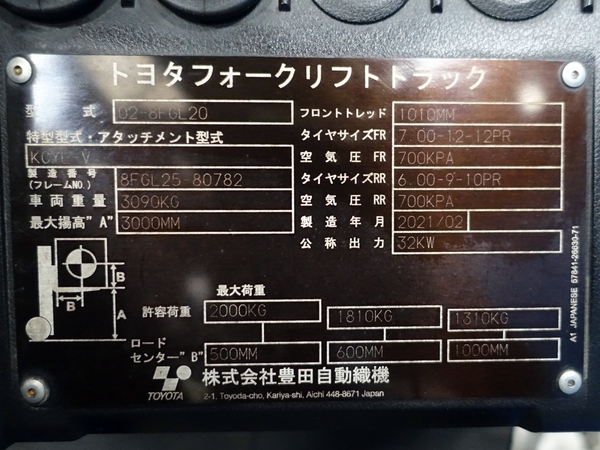 トヨタフォークリフトトラック
型式 02-8FGL20
特型型式・アタッチメント型式
製造番号 (フレームNO.) 8FGL25-80782
車両重量 3090KG
最大揚高"A" 3000MM
フロントトレッド 1010MM
タイヤサイズFR 7.00-12-12PR
空気圧 FR 700KPA
タイヤサイズRR 6.00-9-10PR
空気圧 RR 700KPA
製造年月 2021/02
公称出力 32KW
B
B
A
最大荷重
許容荷重 2000KG 1810KG 1310KG
ロード
センター"B" 500MM 600MM 1000MM
TOYOTA 株式会社豊田自動織機
2-1, Toyoda-cho, Kariya-shi, Aichi 448-8671 Japan
A1 JAPANESE 57841-26630-71